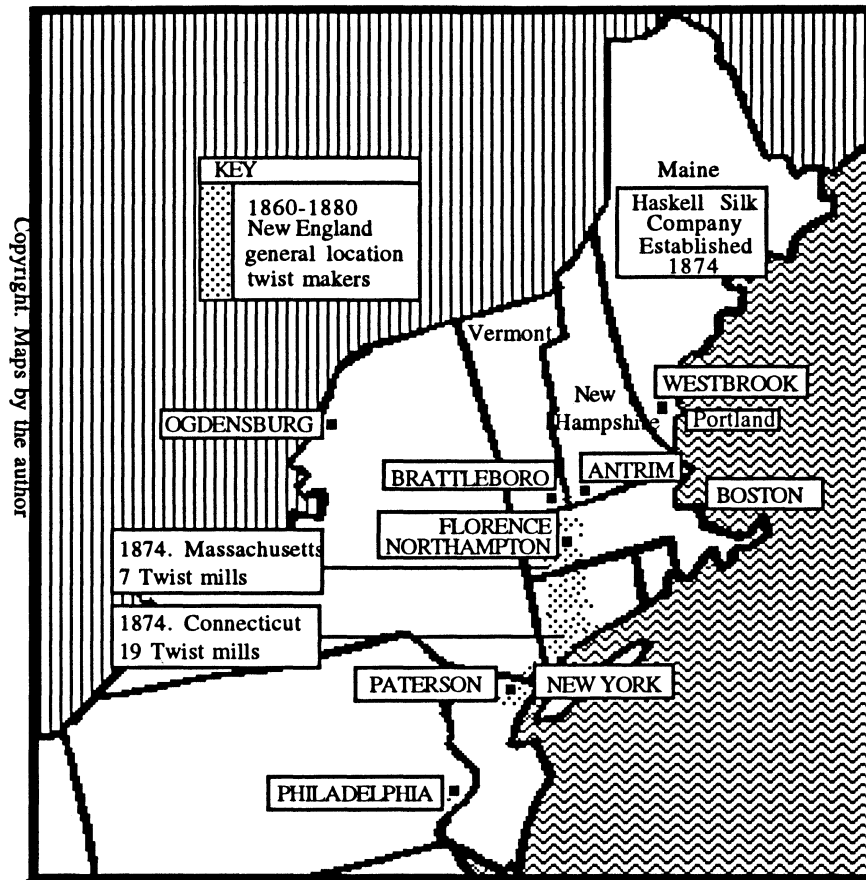 KEY
1860-1880
New England
general location
twist makers
Copyright. Maps by the author
Maine
Haskell Silk
Company
Established
1874
Vermont
New
Hampshire
WESTBROOK
Portland
OGDENSBURG
BRATTLEBORO
ANTRIM
BOSTON
FLORENCE
NORTHAMPTON
1874. Massachusetts
7 Twist mills
1874. Connecticut
19 Twist mills
PATERSON
NEW YORK
PHILADELPHIA